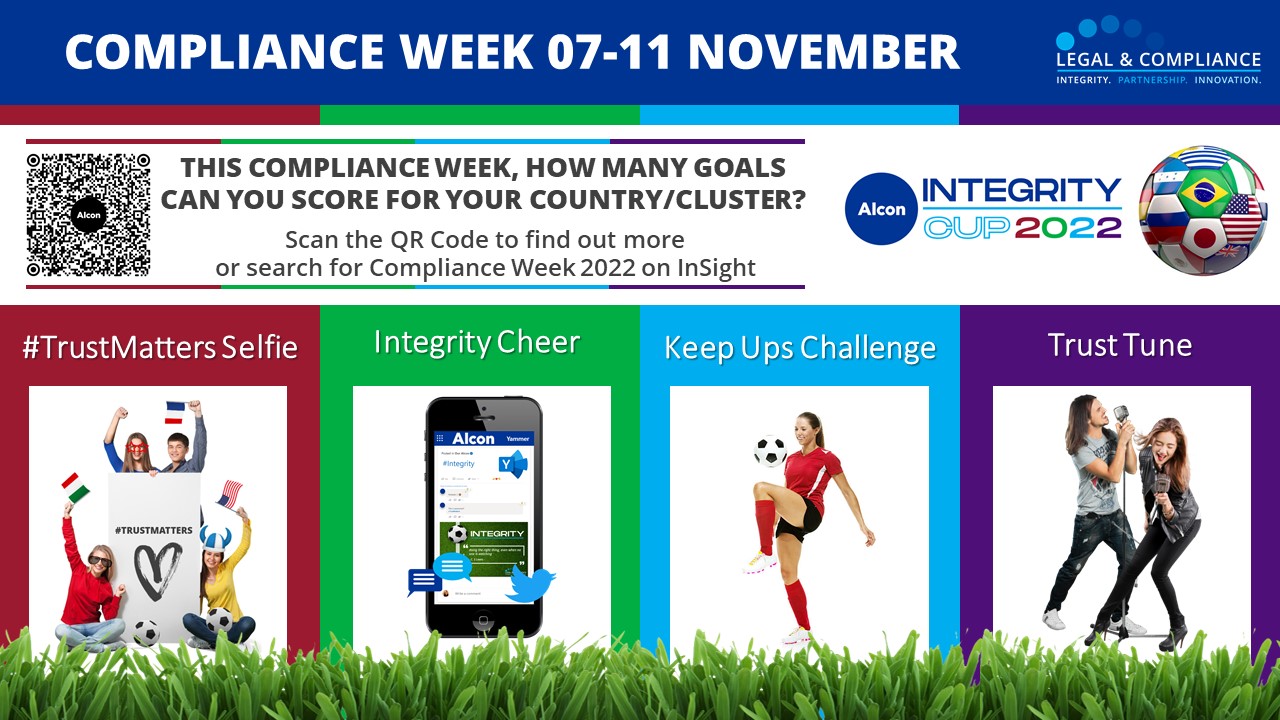 COMPLIANCE WEEK 07-11 NOVEMBER
LEGAL & COMPLIANCE
INTEGRITY. PARTNERSHIP. INNOVATION.
Alcon
THIS COMPLIANCE WEEK, HOW MANY GOALS
CAN YOU SCORE FOR YOUR COUNTRY/CLUSTER?
Scan the QR Code to find out more
or search for Compliance Week 2022 on InSight
Alcon
INTEGRITY
CUP 2022
#TrustMatters Selfie
Integrity Cheer
Keep Ups Challenge
Trust Tune
#TRUSTMATTERS
Alcon
Yammer
#Integrity
Y
INTEGRITY